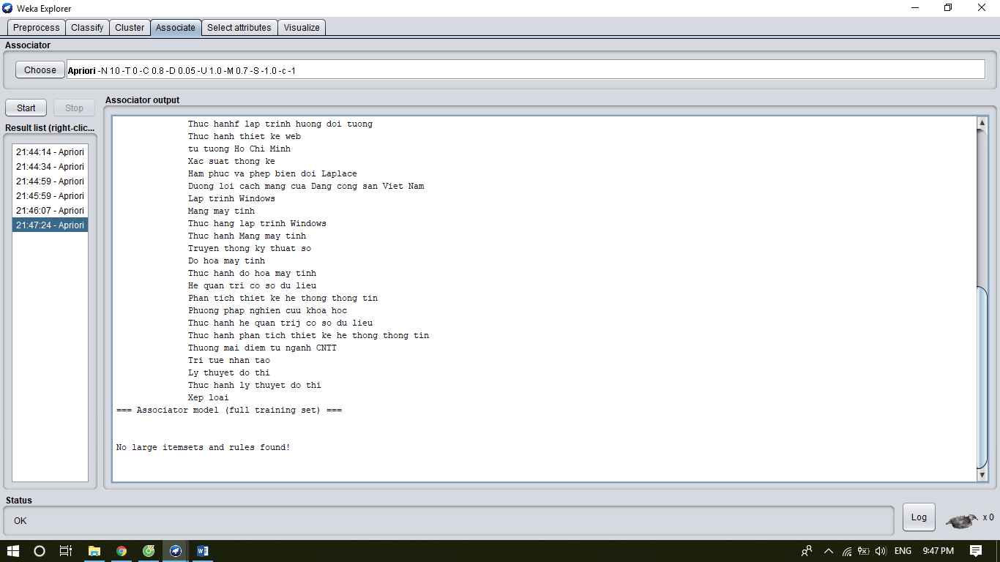 Weka Explorer
Preprocess Classify Cluster Associate Select attributes Visualize
Associator
Choose Apriori -N 10 -T 0 -C 0.8 -D 0.05 -U 1.0 -M 0.7 -S -1.0 -c -1
Start Stop
Result list (right-clic...
21:44:14 - Apriori
21:44:34 - Apriori
21:44:59 - Apriori
21:45:59 - Apriori
21:46:07 - Apriori
21:47:24 - Apriori
Associator output
Thuc hanhf lap trinh huong doi tuong
Thuc hanh thiet ke web
tu tuong Ho Chi Minh
Xac suat thong ke
Ham phuc va phep bien doi Laplace
Duong loi cach mang cua Dang cong san Viet Nam
Lap trinh Windows
Mang may tinh
Thuc hang lap trinh Windows
Thuc hanh Mang may tinh
Truyen thong ky thuat so
Do hoa may tinh
Thuc hanh do hoa may tinh
He quan tri co so du lieu
Phan tich thiet ke he thong thong tin
Phuong phap nghien cuu khoa hoc
Thuc hanh he quan trij co so du lieu
Thuc hanh phan tich thiet ke he thong thong tin
Thuong mai diem tu nganh CNTT
Tri tue nhan tao
Ly thuyet do thi
Thuc hanh ly thuyet do thi
Xep loai
=== Associator model (full training set) ===
No large itemsets and rules found!
Status
OK
Log
x 0
ENG 9:47 PM